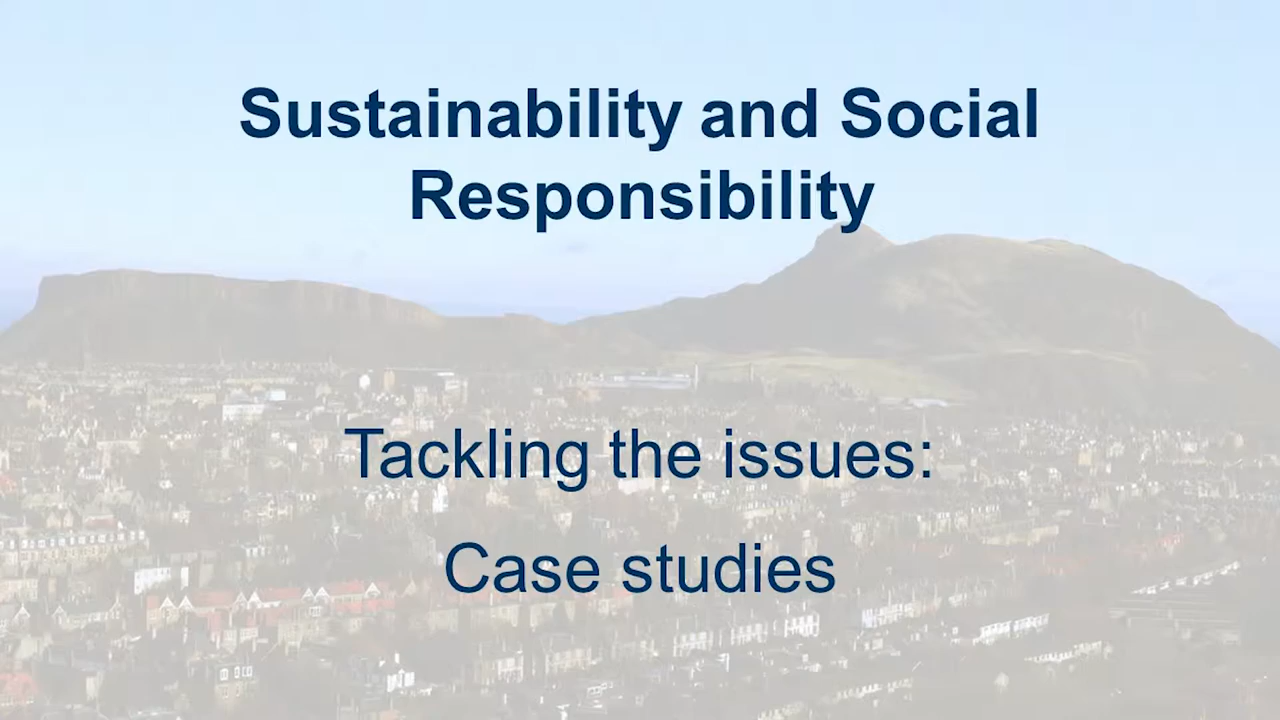 Sustainability and Social
Responsibility
Tackling the issues:
Case studies